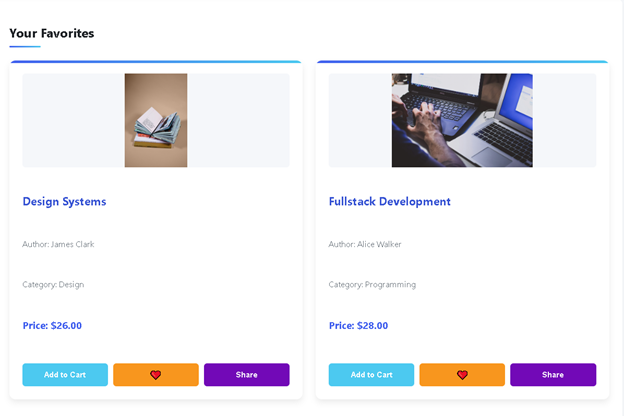 Your Favorites
Design Systems
Author: James Clark
Category: Design
Price: $26.00
Add to Cart
Share
Fullstack Development
Author: Alice Walker
Category: Programming
Price: $28.00
Add to Cart
Share